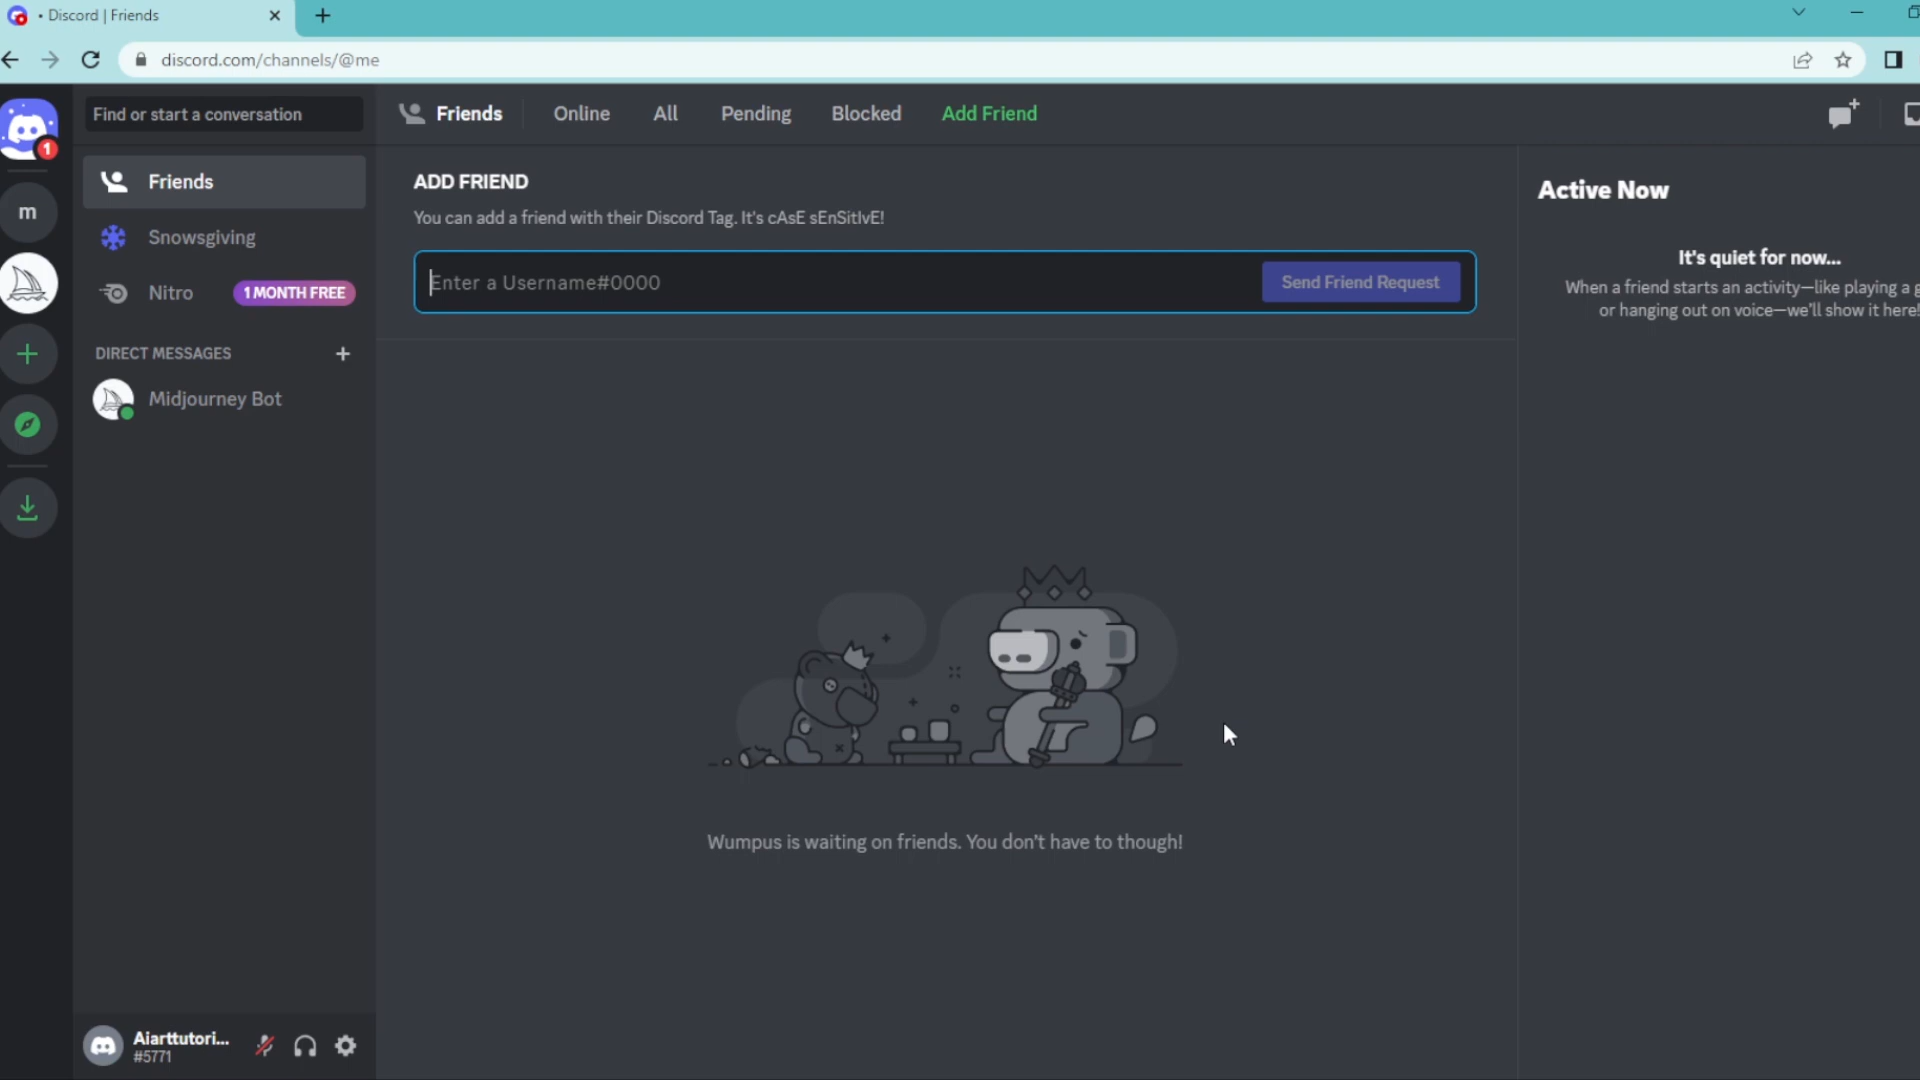 • Discord | Friends
discord.com/channels/@me
Find or start a conversation
Friends
Online
All
Pending
Blocked
Add Friend
1
m
Friends
Snowsgiving
Nitro
1 MONTH FREE
DIRECT MESSAGES
Midjourney Bot
ADD FRIEND
You can add a friend with their Discord Tag. It's cAsE sEnSitIvE!
Enter a Username#0000
Send Friend Request
Wumpus is waiting on friends. You don't have to though!
Active Now
It's quiet for now...
When a friend starts an activity—like playing a g
or hanging out on voice—we'll show it here!
Aiarttutori...
#5771